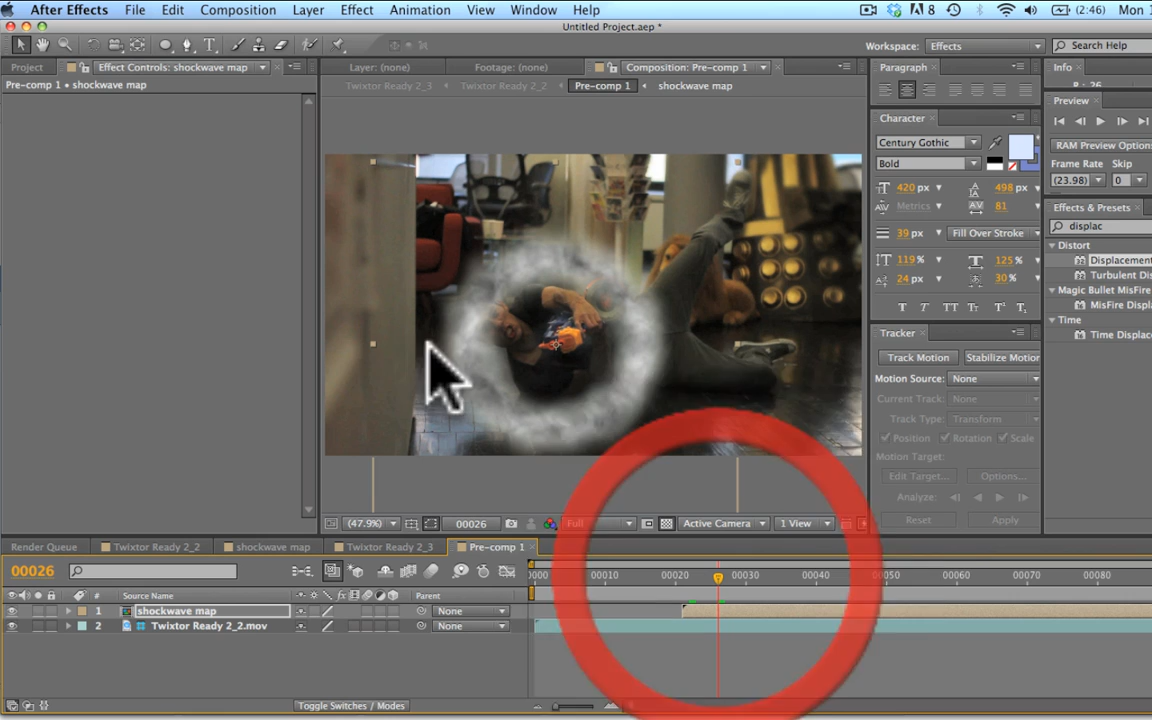 After Effects File Edit Composition Layer Effect Animation View Window Help 8 (2:46) Mon 1
Untitled Project.aep *
Workspace: Effects Search Help
Project Effect Controls: shockwave map Layer: (none) Footage: (none) Composition: Pre-comp 1 Paragraph Info
Pre-comp 1 • shockwave map Twixtor Ready 2_3 Twixtor Ready 2_2 Pre-comp 1 shockwave map
Preview
Character
Century Gothic
RAM Preview Options
Bold
Frame Rate Skip
(23.98) 0
420 px 498 px
Metrics 81
Effects & Presets
displac
39 px Fill Over Stroke
Distort
119 % 125 %
Displacement
24 px 30 %
Turbulent Dis
Magic Bullet MisFire
MisFire Displ
Time
Time Displac
Tracker
Track Motion Stabilize Motion
Motion Source: None
Current Track: None
Track Type: Transform
Position Rotation Scale
Motion Target:
Edit Target... Options...
Analyze:
Reset Apply
(47.9%) 00026 Full Active Camera 1 View
Render Queue Twixtor Ready 2_2 shockwave map Twixtor Ready 2_3 Pre-comp 1
00026 0000 00010 00020 00030 00040 00050 00060 00070 00080
# Source Name Parent
1 shockwave map None
2 Twixtor Ready 2_2.mov None
Toggle Switches / Modes